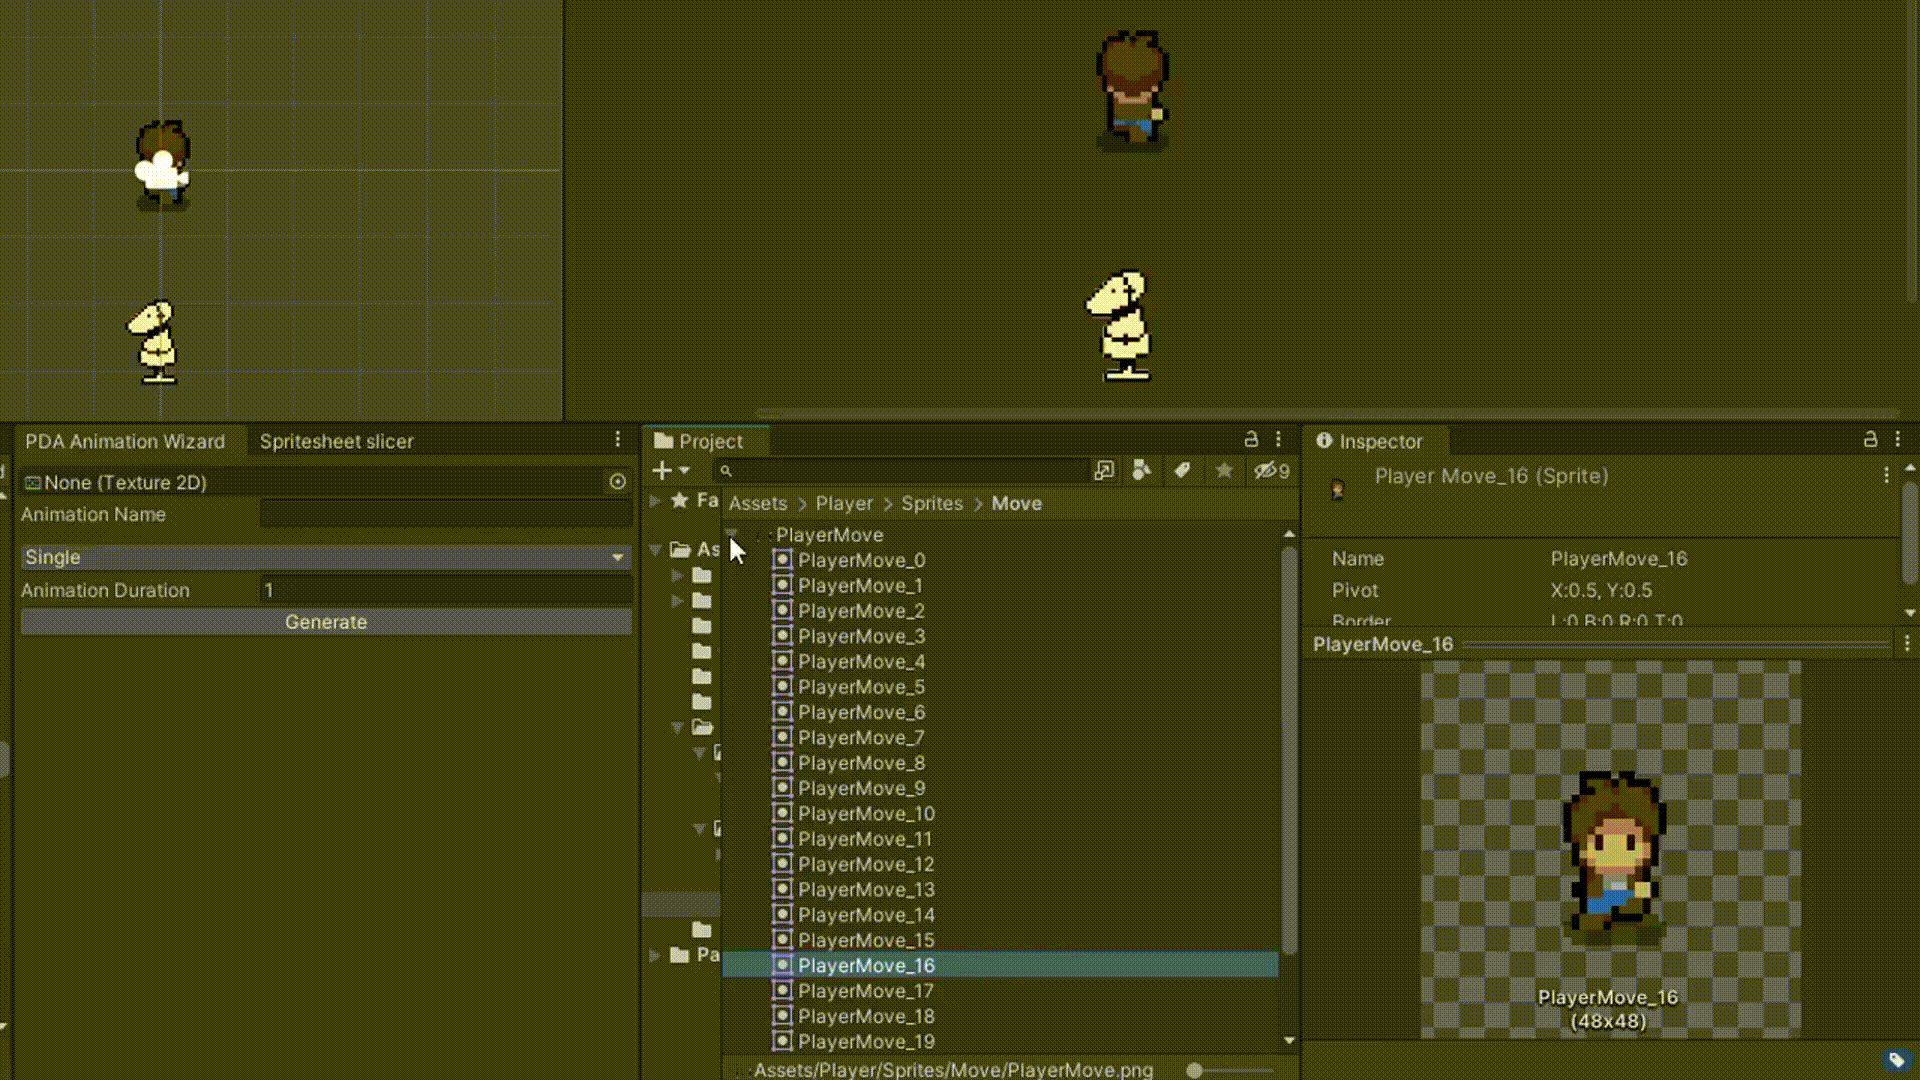 PDA Animation Wizard
Spritesheet slicer
None (Texture 2D)
Animation Name
Single
Animation Duration 1
Generate
Project
9
Fa
As
Pa
Assets > Player > Sprites > Move
PlayerMove
PlayerMove_0
PlayerMove_1
PlayerMove_2
PlayerMove_3
PlayerMove_4
PlayerMove_5
PlayerMove_6
PlayerMove_7
PlayerMove_8
PlayerMove_9
PlayerMove_10
PlayerMove_11
PlayerMove_12
PlayerMove_13
PlayerMove_14
PlayerMove_15
PlayerMove_16
PlayerMove_17
PlayerMove_18
PlayerMove_19
Assets/Player/Sprites/Move/PlayerMove.png
Inspector
Player Move_16 (Sprite)
Name PlayerMove_16
Pivot X:0.5, Y:0.5
Border L:0 B:0 R:0 T:0
PlayerMove_16
PlayerMove_16
(48x48)